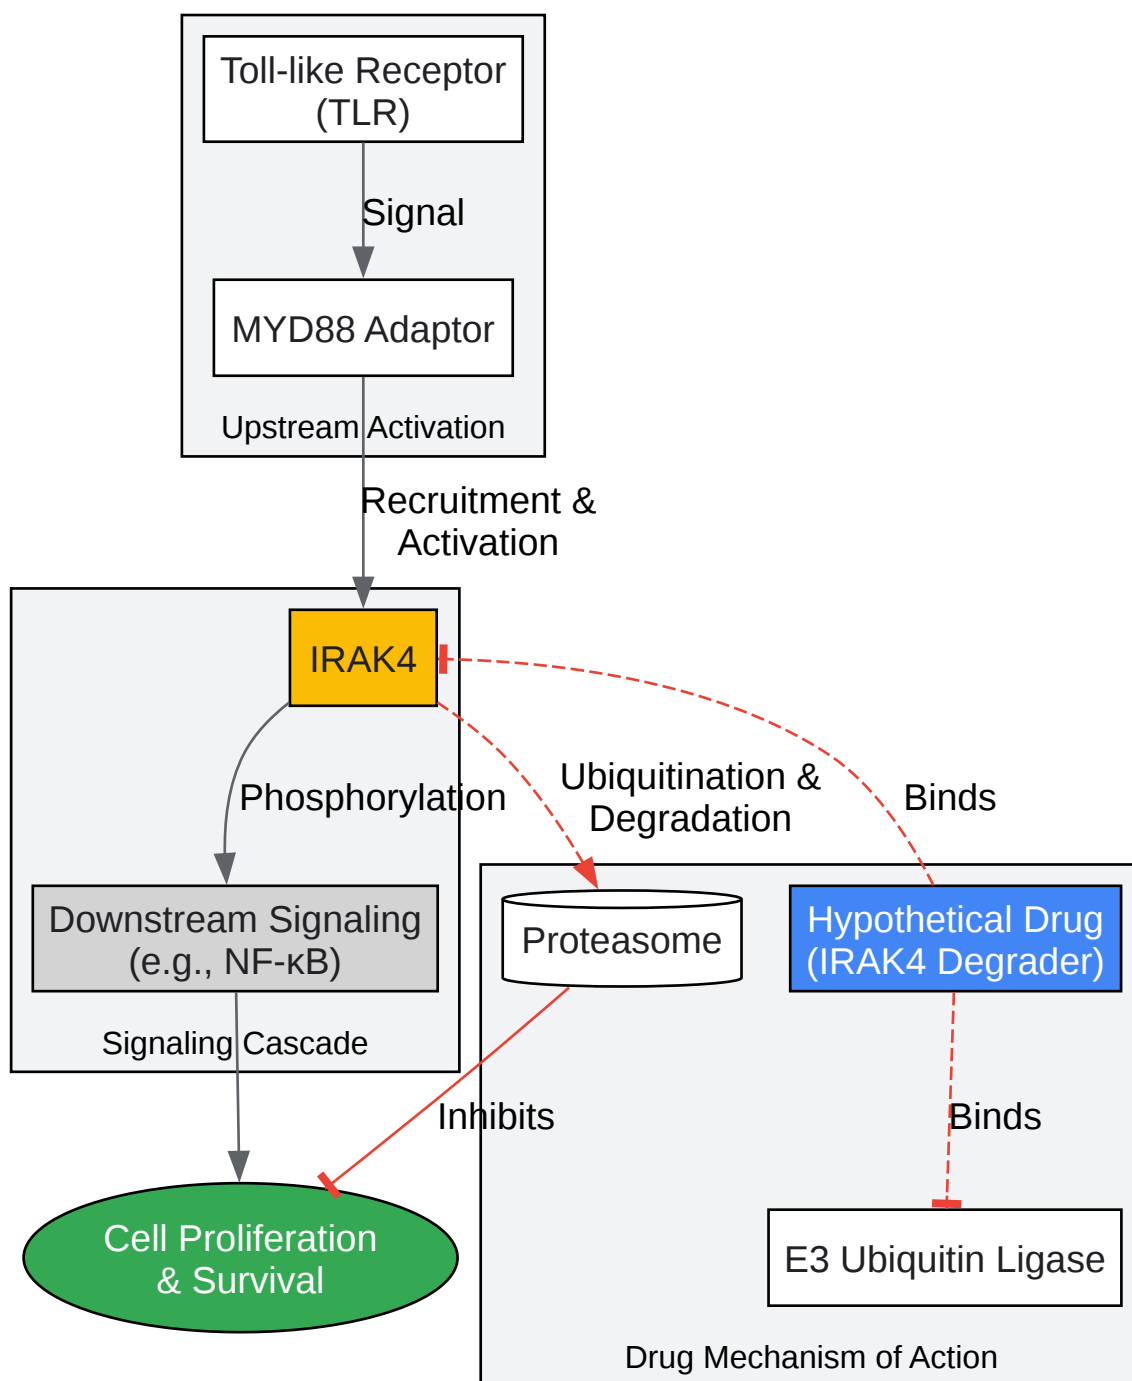 Toll-like Receptor
(TLR)
Signal
MYD88 Adaptor
Upstream Activation
Recruitment &
Activation
IRAK4
Phosphorylation
Ubiquitination &
Degradation
Binds
Downstream Signaling
(e.g., NF-κB)
Signaling Cascade
Proteasome
Hypothetical Drug
(IRAK4 Degrader)
Inhibits
Binds
Cell Proliferation
& Survival
E3 Ubiquitin Ligase
Drug Mechanism of Action